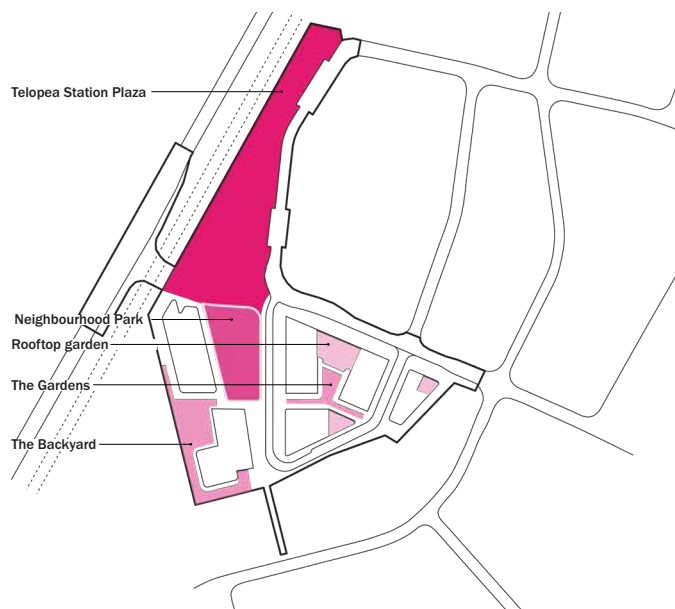 Telopea Station Plaza
Neighbourhood Park
Rooftop garden
The Gardens
The Backyard